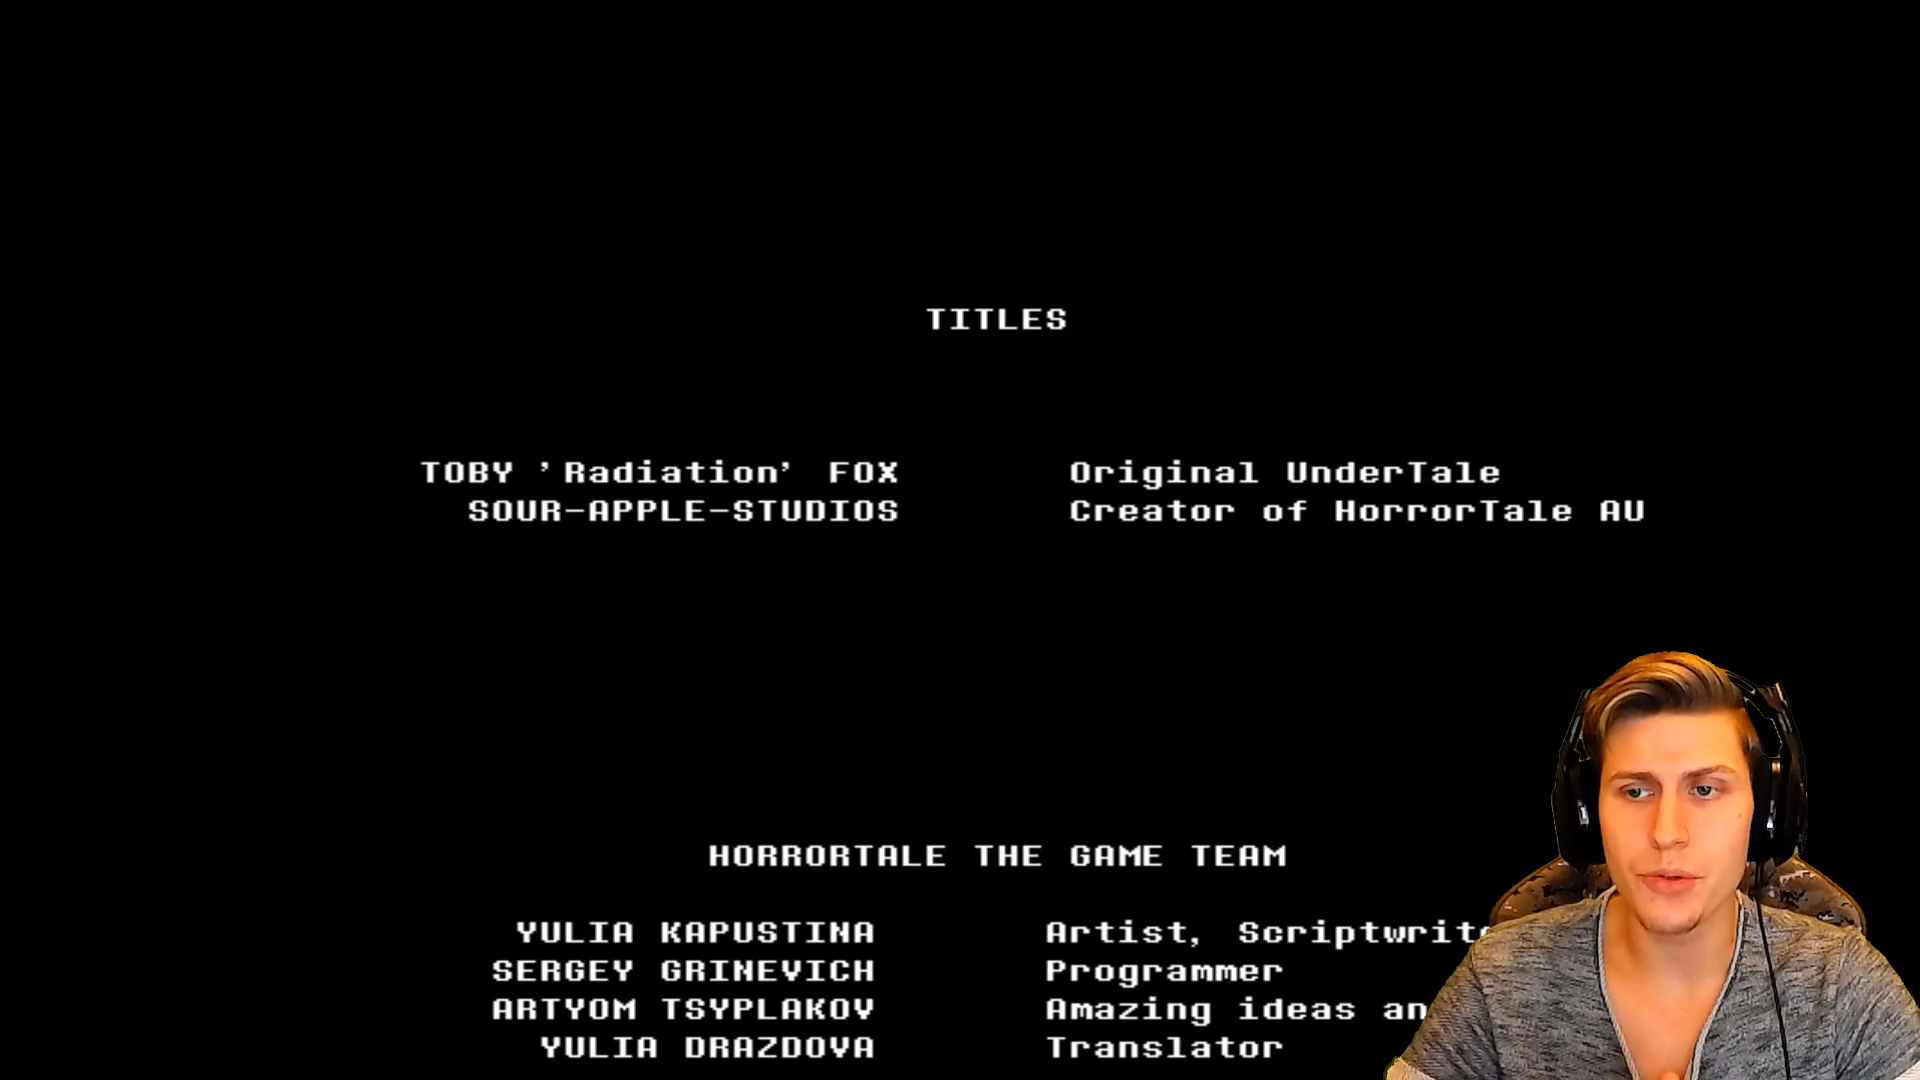 TITLES
TOBY 'Radiation' FOX Original UnderTale
SOUR-APPLE-STUDIOS Creator of HorrorTale AU
HORRORTALE THE GAME TEAM
YULIA KAPUSTINA Artist,
SERGEY GRINEVICH Programmer
ARTYOM TSYPLAKOV Amazing ideas
YULIA DRAZDOVA Translator